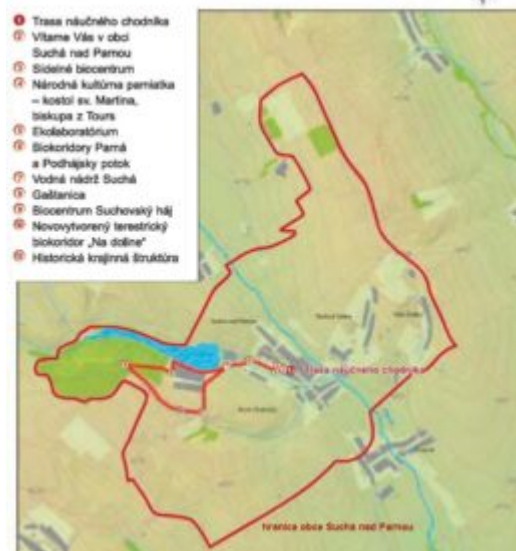 Trasa náučného chodníka
Vítame Vás v obci
Suchá nad Parnou
Sídelné biocentrum
Národná kultúrna pamiatka
– kostol sv. Martina,
biskupa z Tours
Ekolaboratórium
Biokoridory Parná
a Podhájsky potok
Vodná nádrž Suchá
Gaštanica
Biocentrum Suchovský háj
Novovytvorený terestrický
biokoridor „Na doline"
Historická krajinná štruktúra
Trasa náučného chodníka
hranice obce Suchá nad Parnou